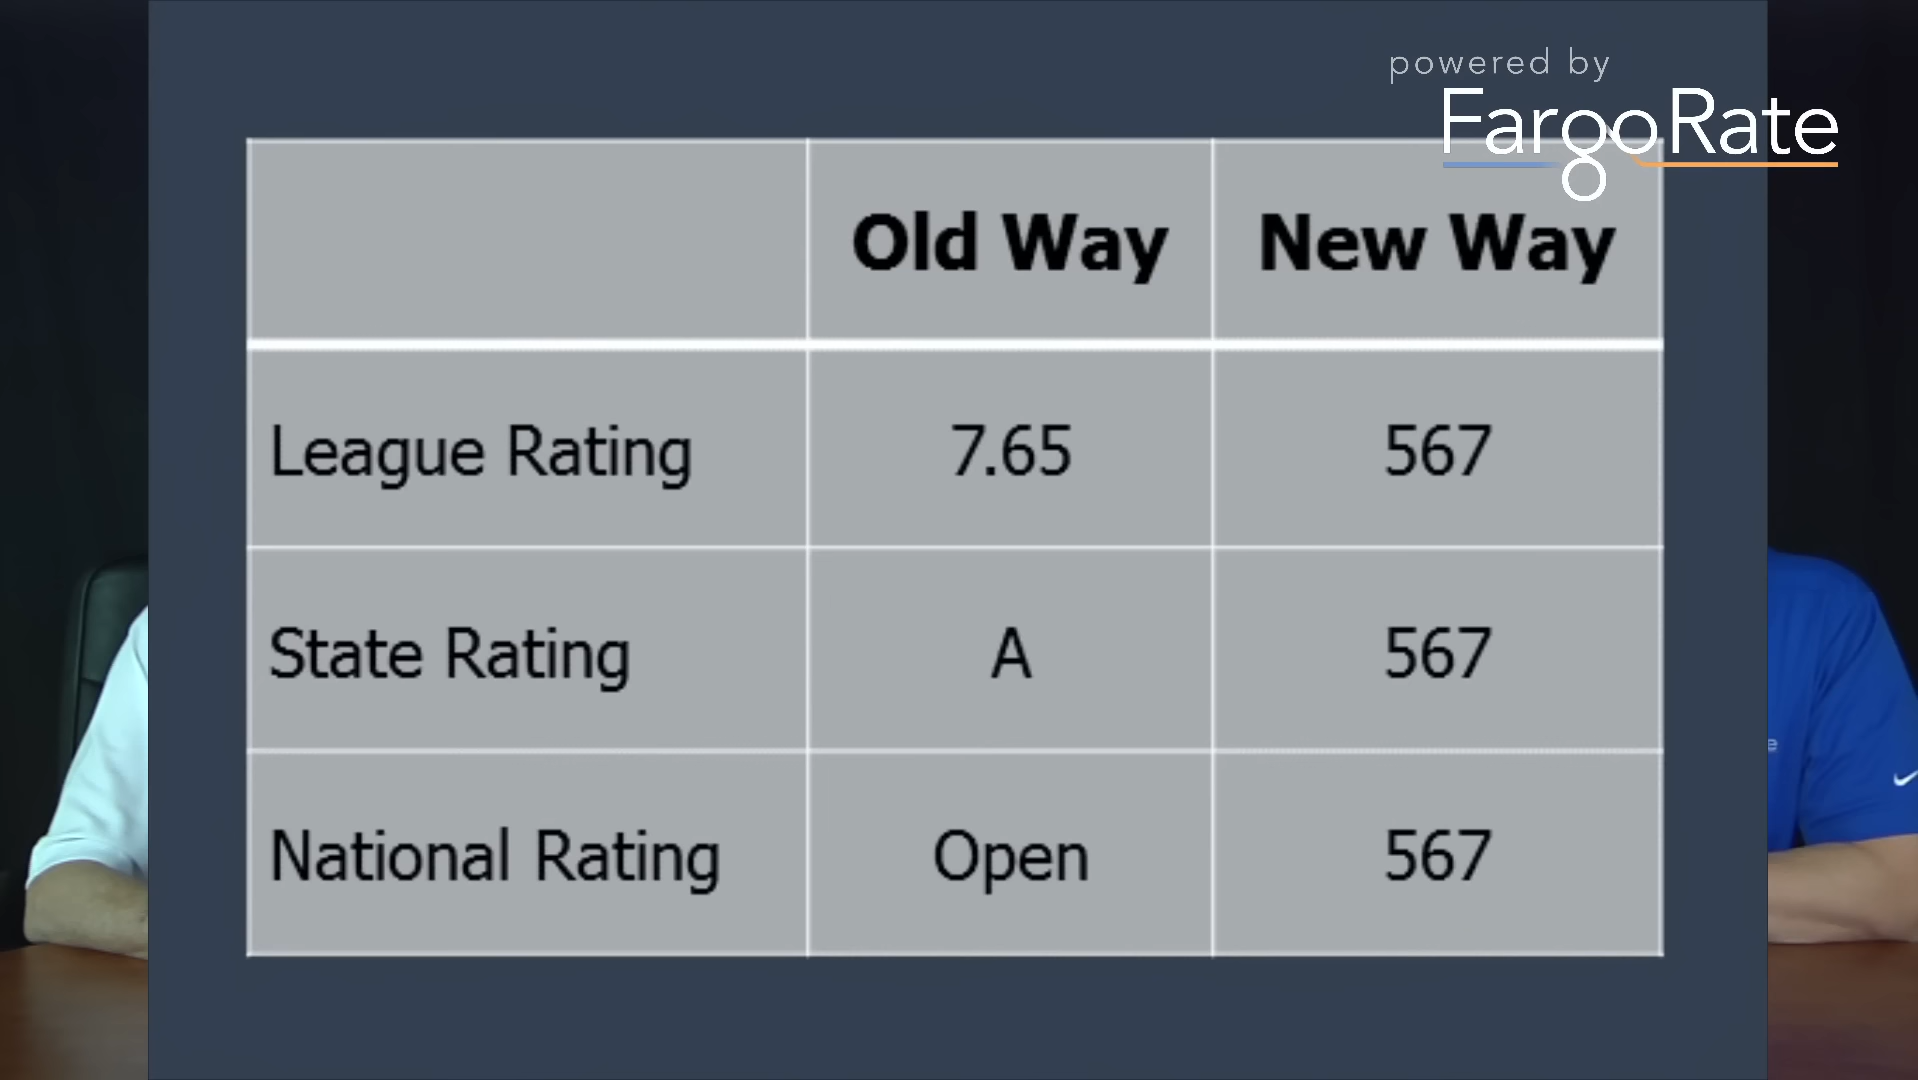 powered by
FargoRate
Old Way New Way
League Rating 7.65 567
State Rating A 567
National Rating Open 567
e